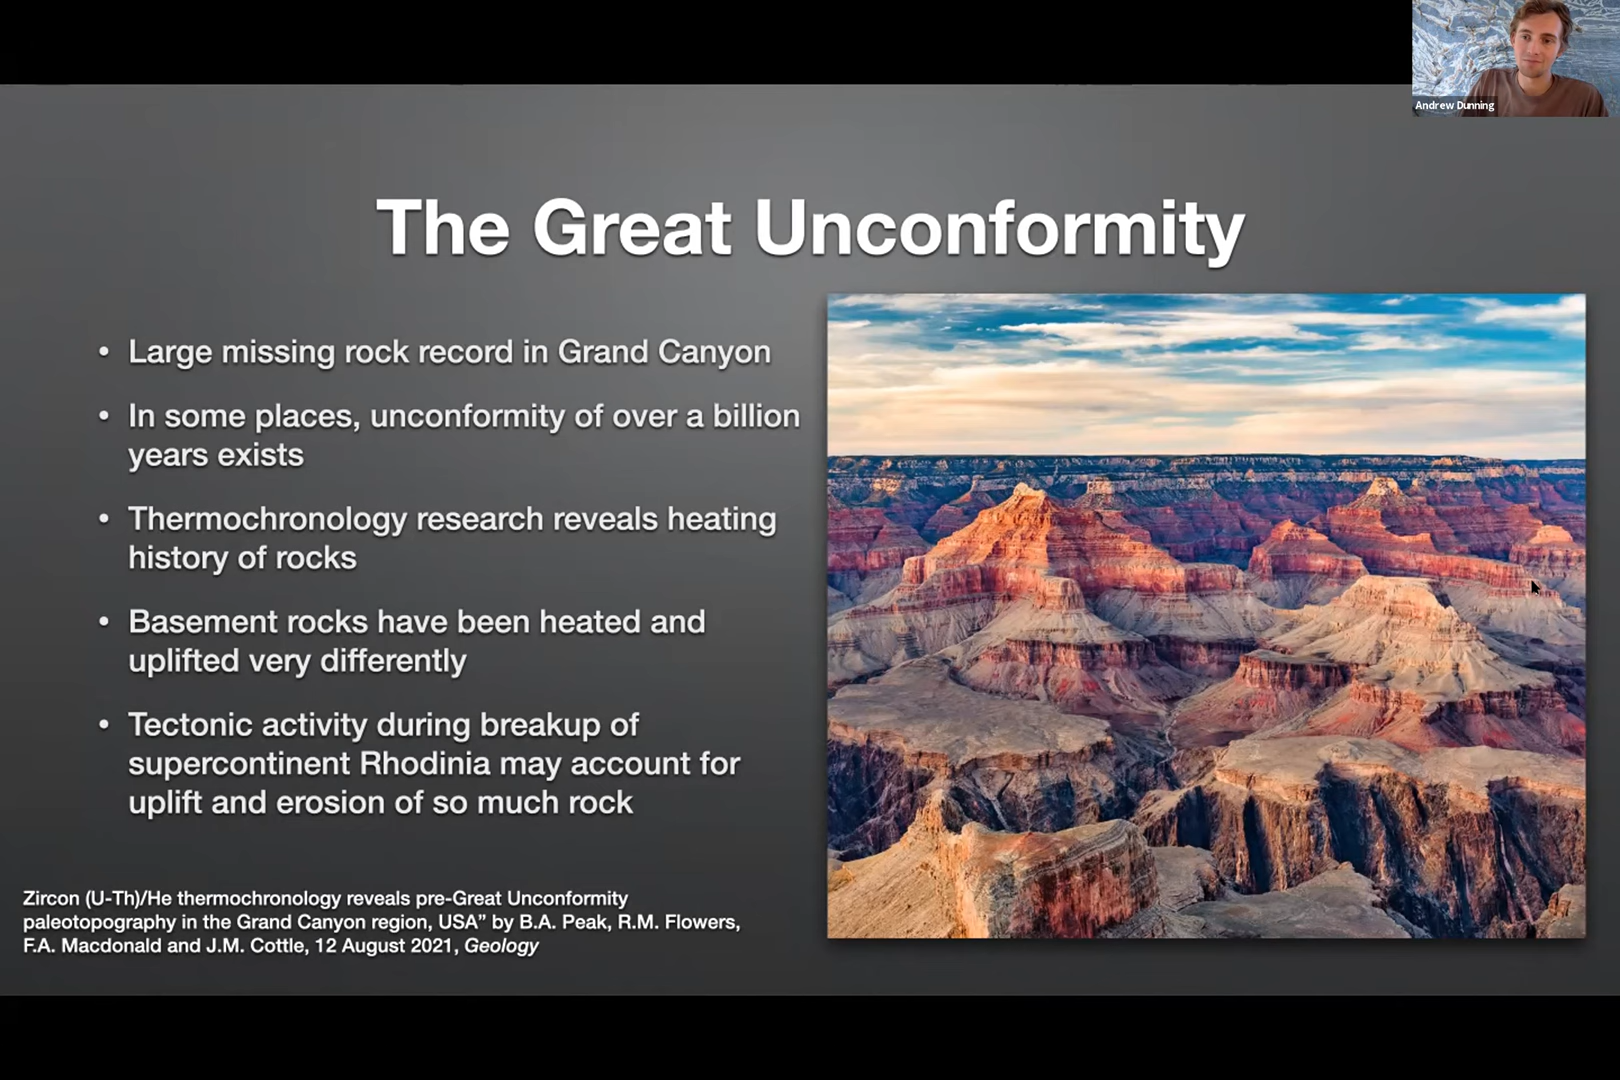 Andrew Dunning
The Great Unconformity
• Large missing rock record in Grand Canyon
• In some places, unconformity of over a billion
years exists
• Thermochronology research reveals heating
history of rocks
• Basement rocks have been heated and
uplifted very differently
• Tectonic activity during breakup of
supercontinent Rhodinia may account for
uplift and erosion of so much rock
Zircon (U-Th)/He thermochronology reveals pre-Great Unconformity
paleotopography in the Grand Canyon region, USA” by B.A. Peak, R.M. Flowers,
F.A. Macdonald and J.M. Cottle, 12 August 2021, Geology